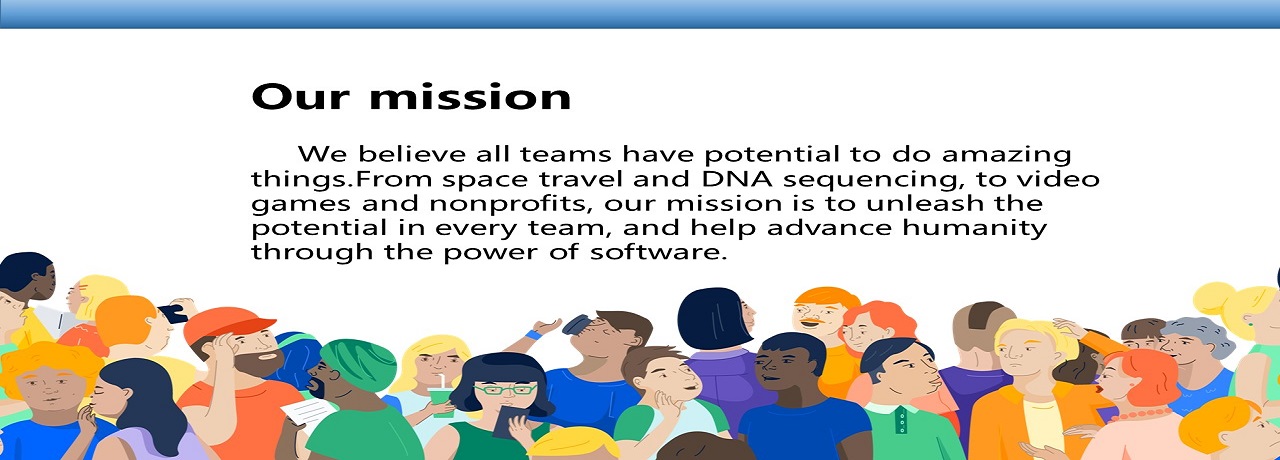 Our mission
We believe all teams have potential to do amazing
things.From space travel and DNA sequencing, to video
games and nonprofits, our mission is to unleash the
potential in every team, and help advance humanity
through the power of software.